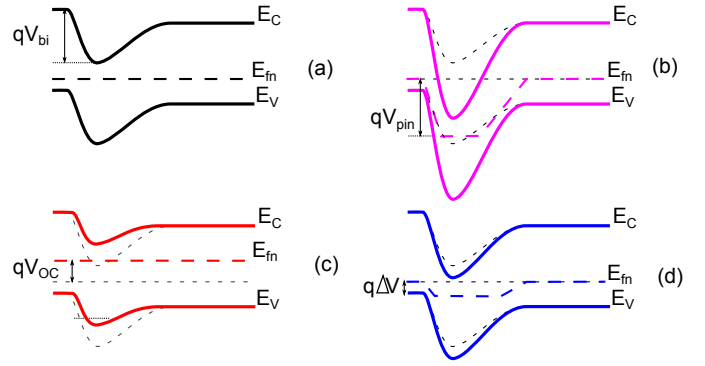 E_C
qV_bi
E_fn
(a)
E_V
E_C
E_fn
(b)
E_V
qV_pin
E_C
E_fn
qV_OC
(c)
E_V
E_C
E_fn
(d)
qΔV
E_V